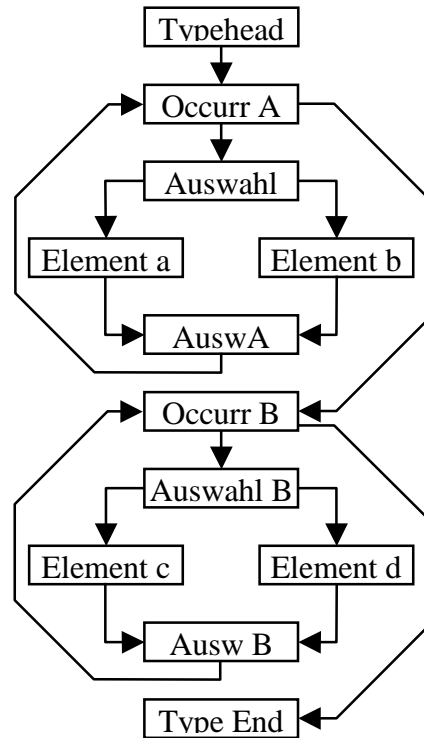 Typehead
Occurr A
Auswahl
Element a
Element b
AuswA
Occurr B
Auswahl B
Element c
Element d
Ausw B
Type End